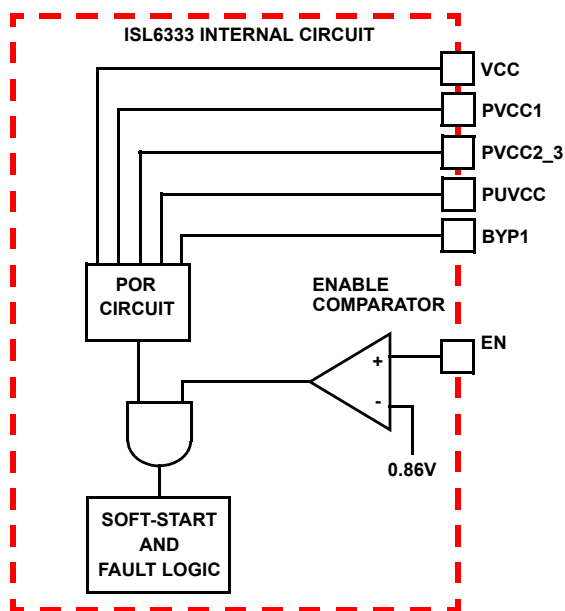 ISL6333 INTERNAL CIRCUIT
VCC
PVCC1
PVCC2_3
PUVCC
BYP1
POR
CIRCUIT
ENABLE
COMPARATOR
EN
+
-
0.86V
SOFT-START
AND
FAULT LOGIC